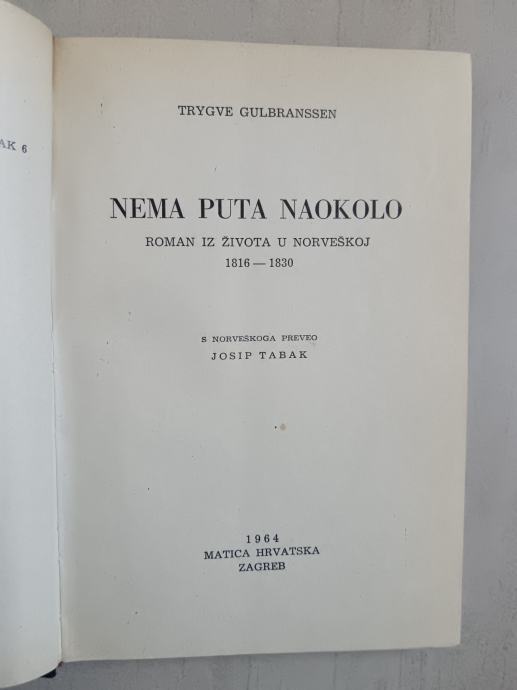 AK 6
TRYGVE GULBRANSSEN
NEMA PUTA NAOKOLO
ROMAN IZ ŽIVOTA U NORVEŠKOJ
1816 — 1830
S NORVEŠKOGA PREVEO
JOSIP TABAK
1964
MATICA HRVATSKA
ZAGREB